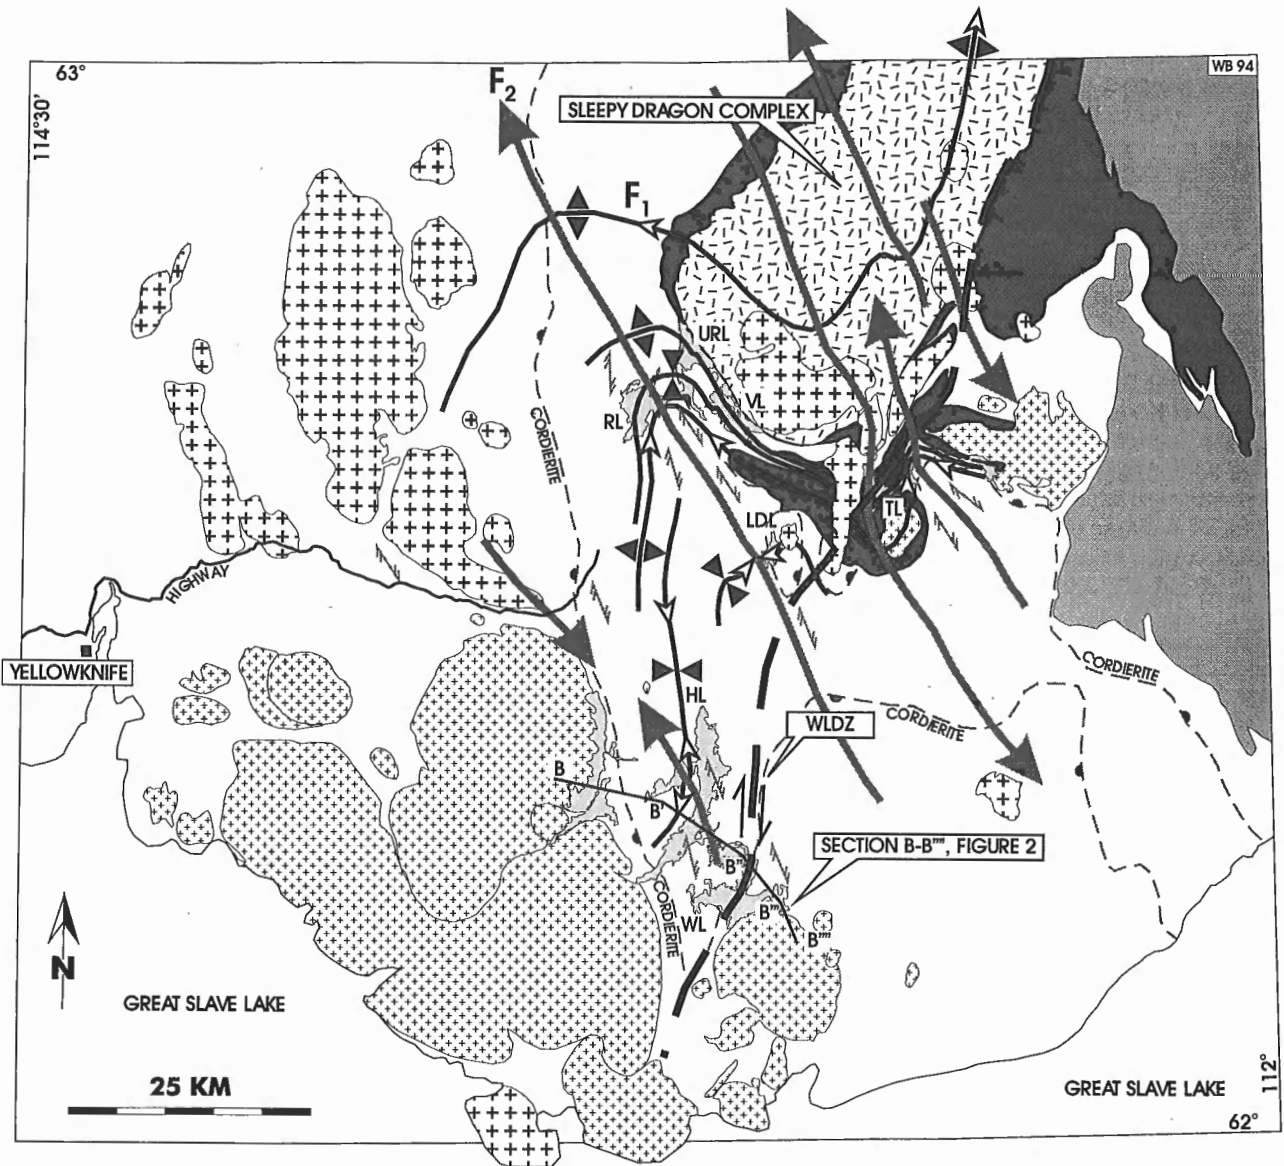 63°
WB 94
114°30'
F2
SLEEPY DRAGON COMPLEX
F1
URL
VL
RL
CORDIERITE
TL
LDL
HIGHWAY
YELLOWKNIFE
CORDIERITE
HL
WLDZ
CORDIERITE
B
B'
SECTION B-B'''', FIGURE 2
B''
CORDIERITE
B'''
WL
B''''
N
GREAT SLAVE LAKE
25 KM
GREAT SLAVE LAKE
112°
62°